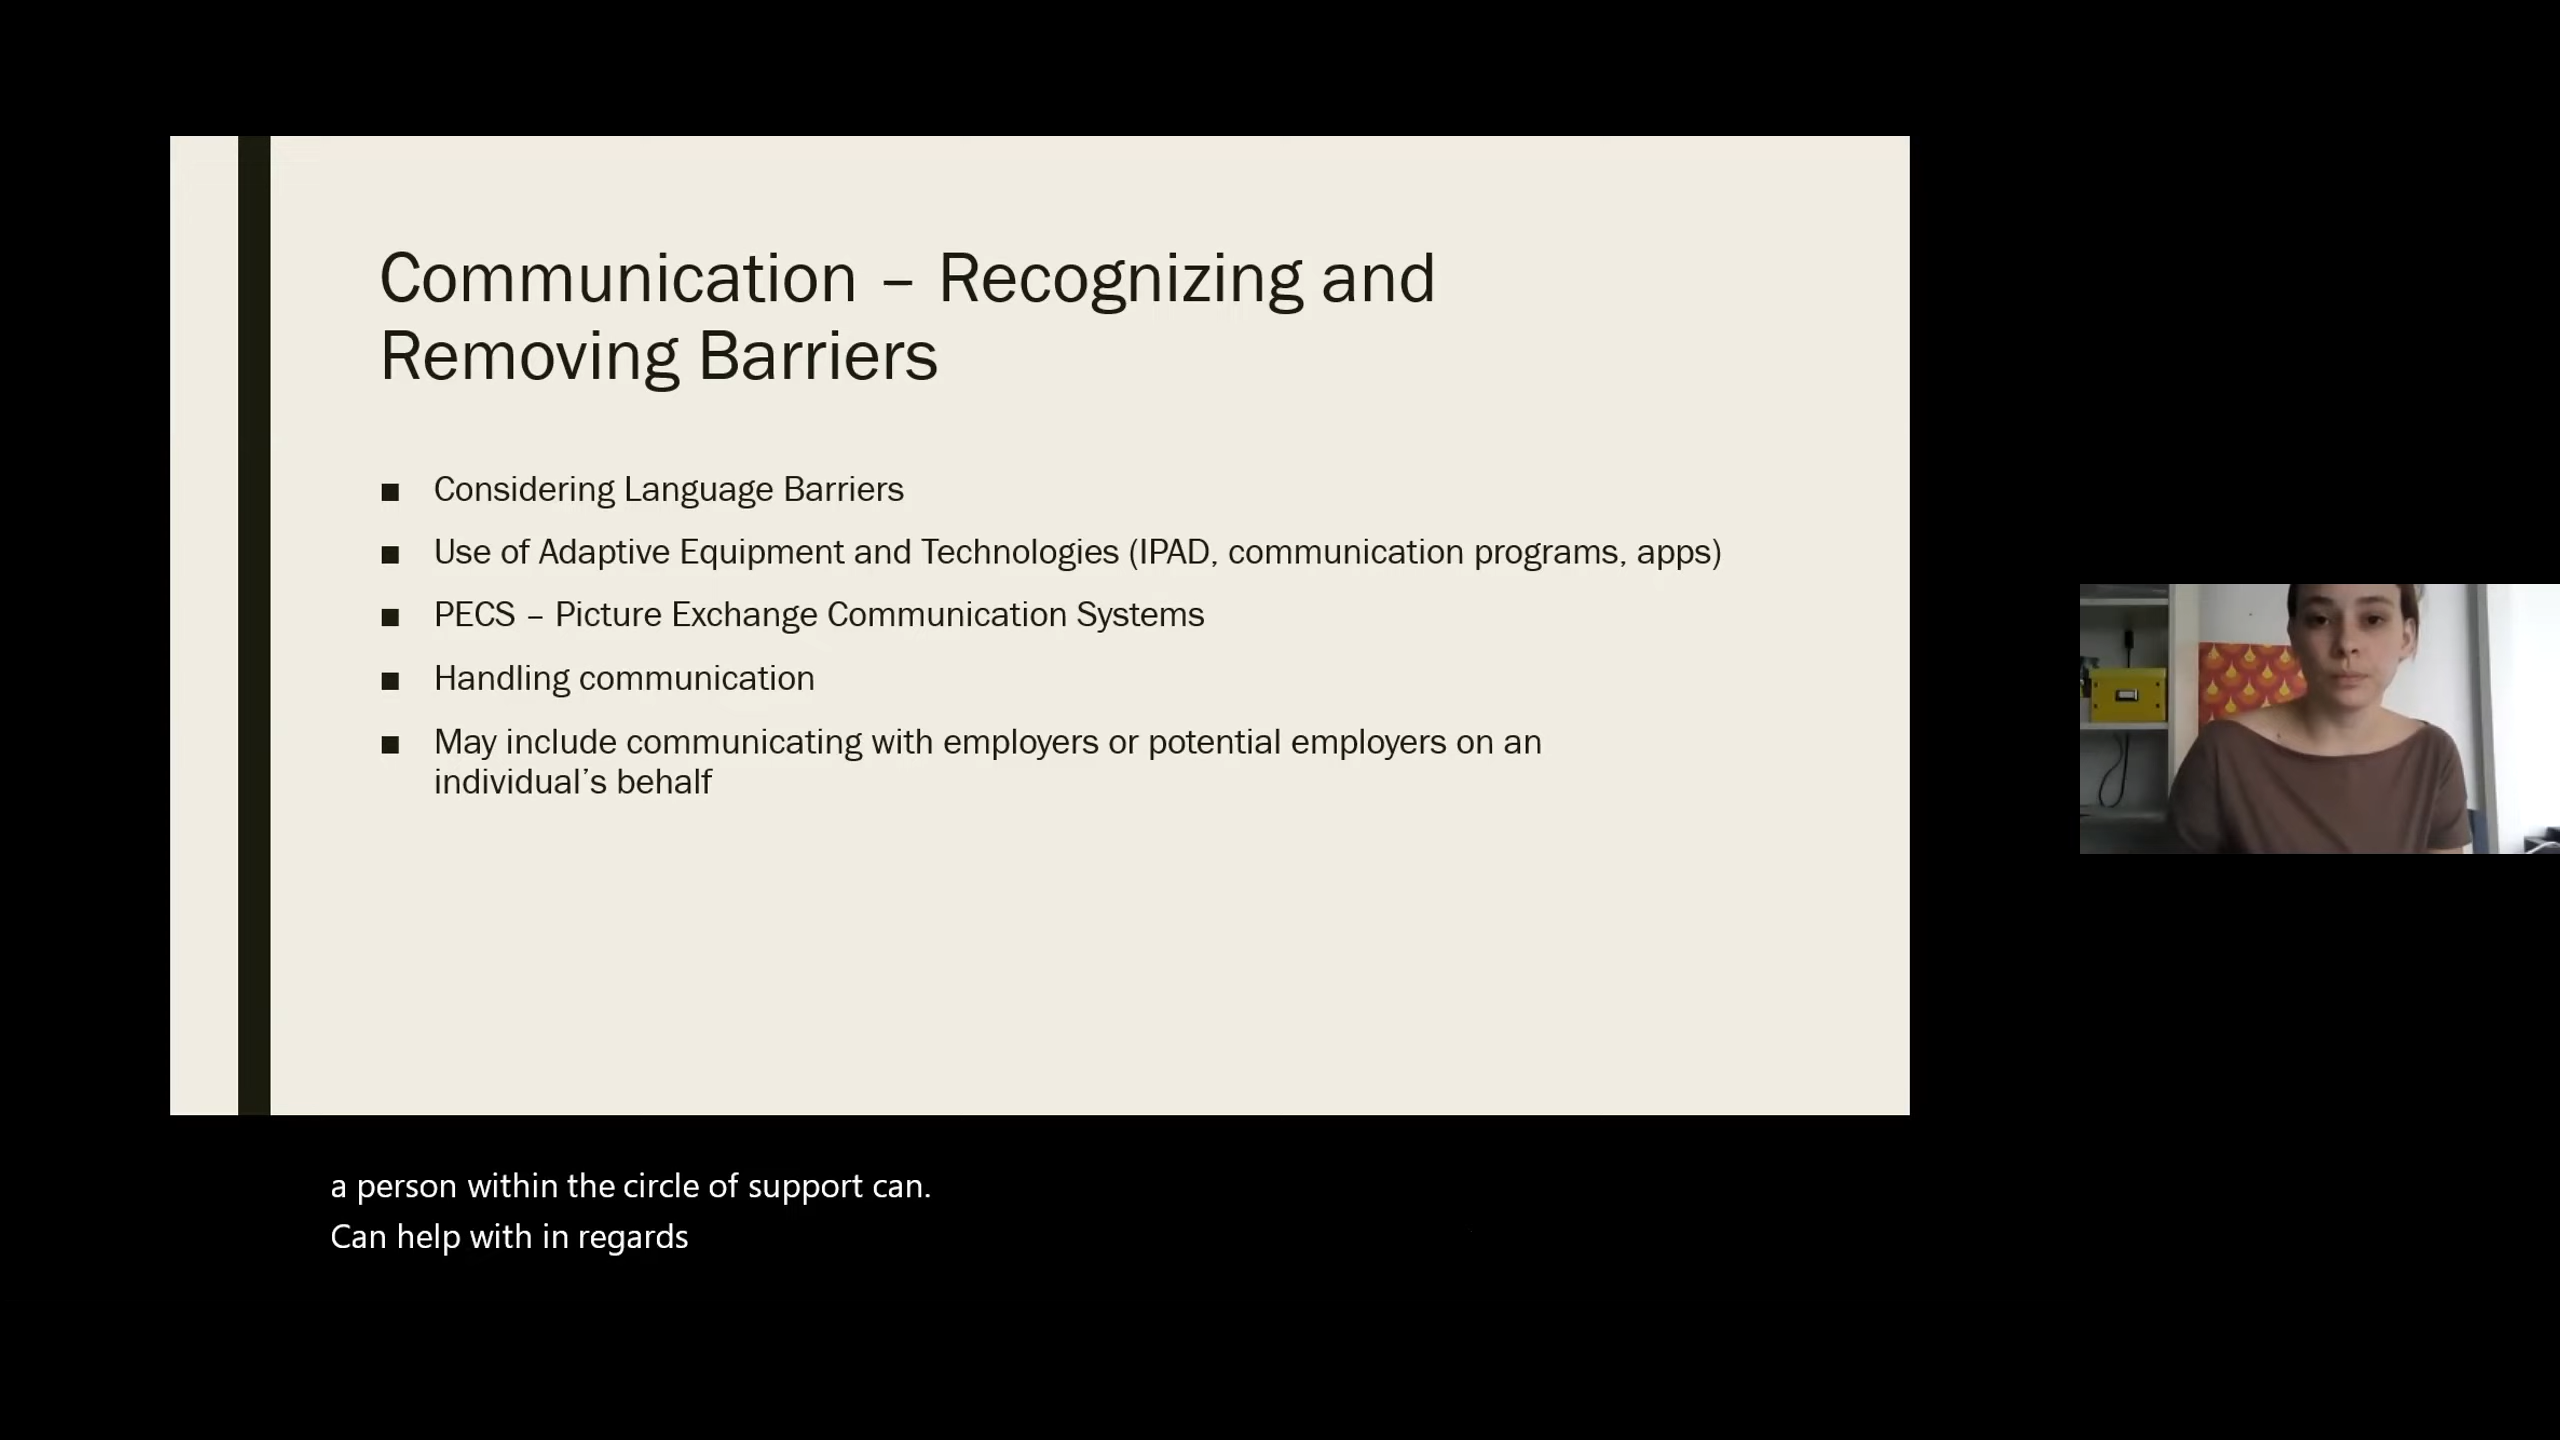 Communication – Recognizing and
Removing Barriers
■ Considering Language Barriers
■ Use of Adaptive Equipment and Technologies (IPAD, communication programs, apps)
■ PECS – Picture Exchange Communication Systems
■ Handling communication
■ May include communicating with employers or potential employers on an
individual’s behalf
a person within the circle of support can.
Can help with in regards